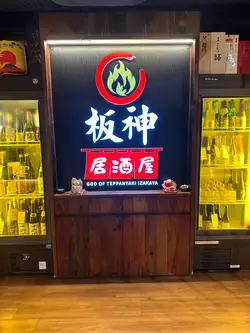 板神
居酒屋
GOD OF TEPPANYAKI IZAKAYA